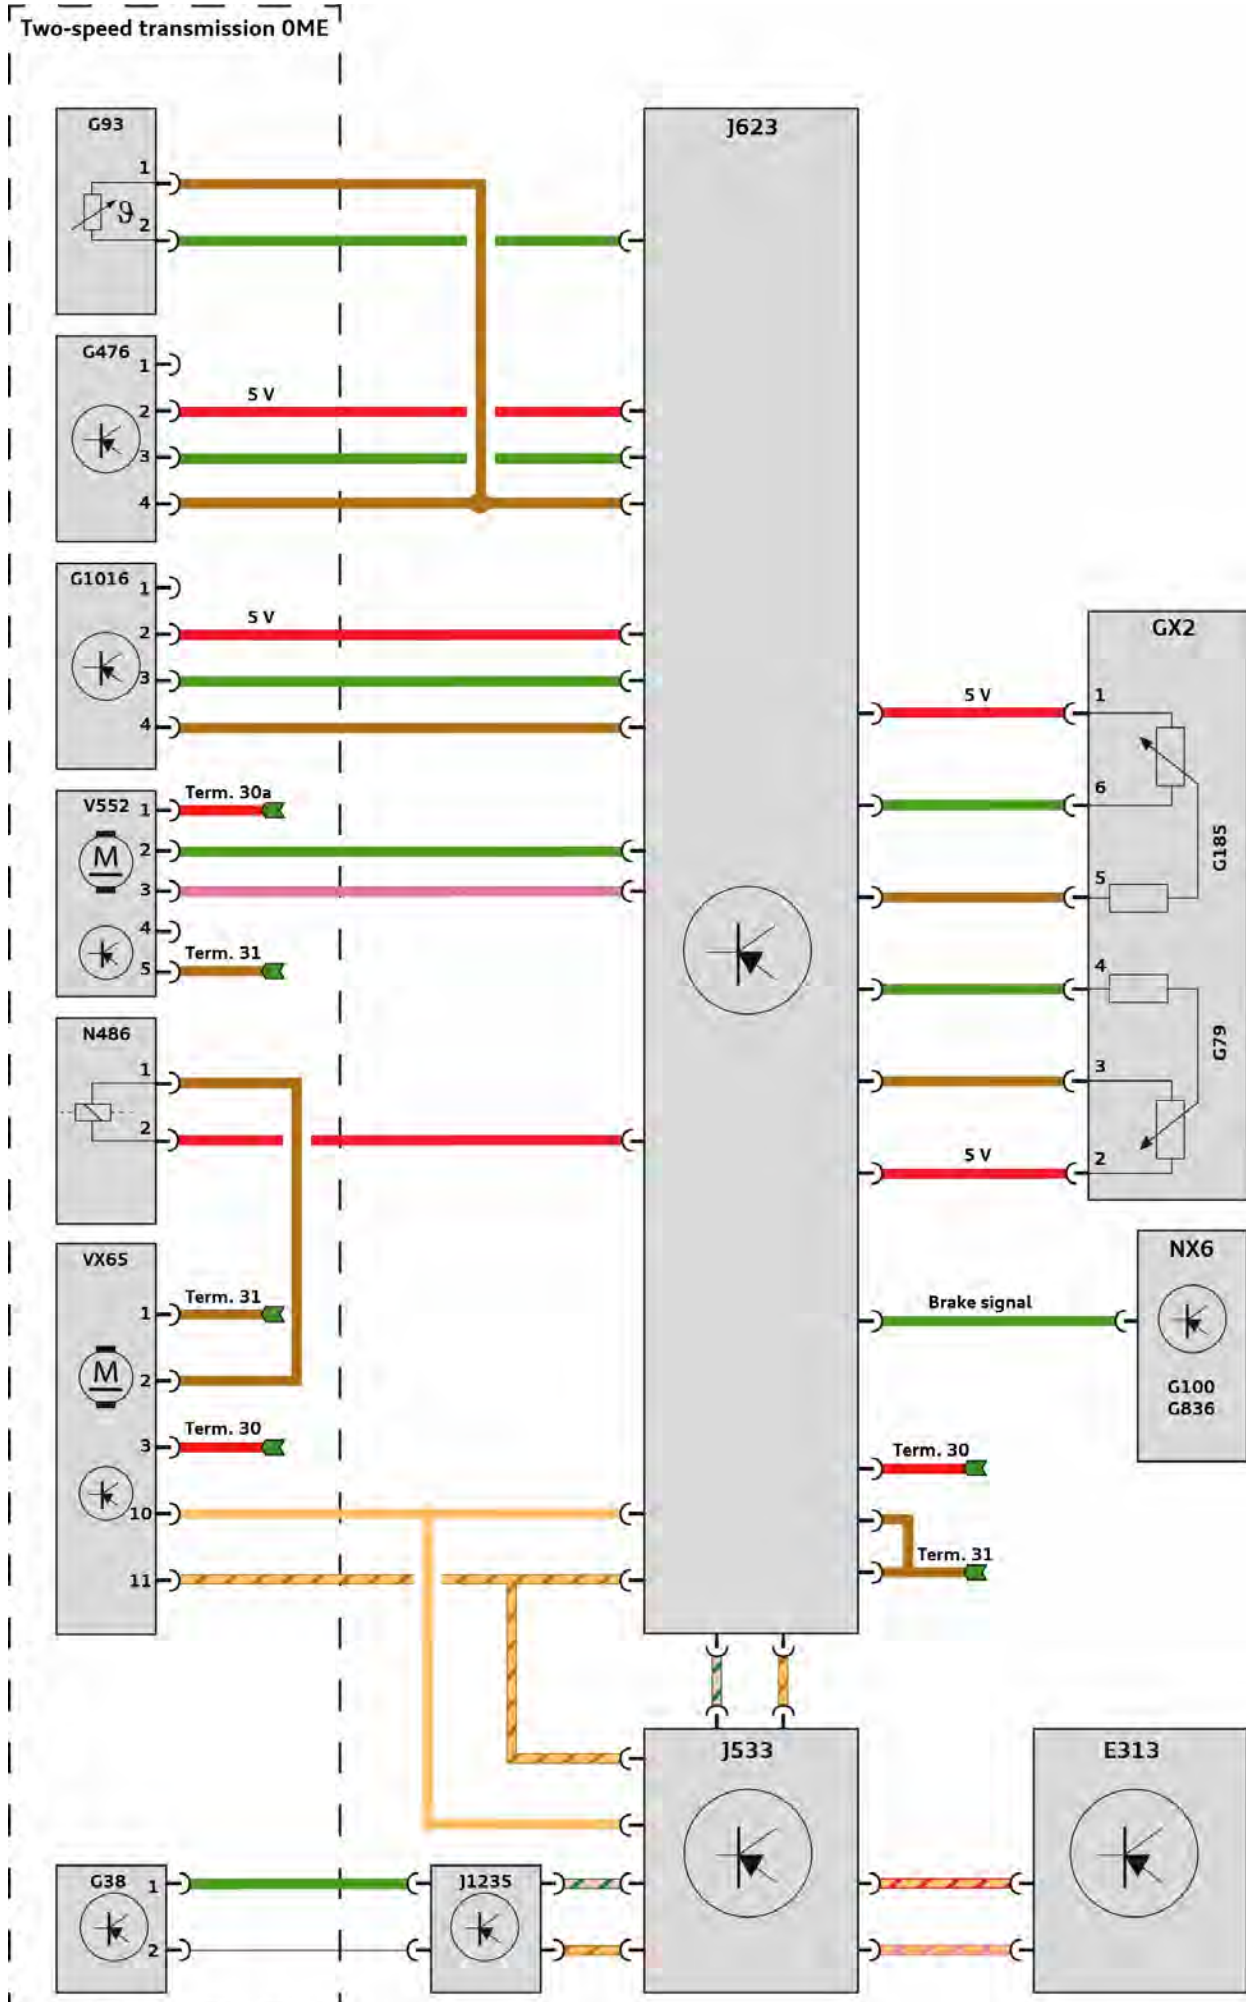 Two-speed transmission 0ME
G93
1
ϑ
2
J623
G476
1
5 V
2
3
4
G1016
1
5 V
2
3
4
V552
Term. 30a
1
M
2
3
4
Term. 31
5
N486
1
2
VX65
Term. 31
1
M
2
Term. 30
3
10
11
GX2
5 V
1
6
G185
5
4
G79
3
5 V
2
Brake signal
NX6
G100
G836
Term. 30
Term. 31
J533
E313
G38
1
2
J1235